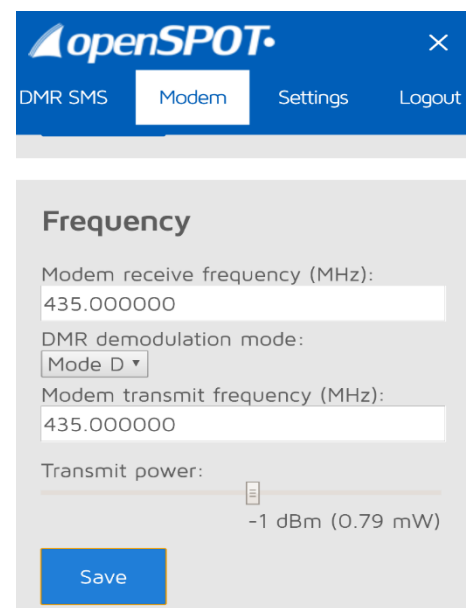 openSPOT
DMR SMS Modem Settings Logout
Frequency
Modem receive frequency (MHz):
435.000000
DMR demodulation mode:
Mode D
Modem transmit frequency (MHz):
435.000000
Transmit power:
-1 dBm (0.79 mW)
Save